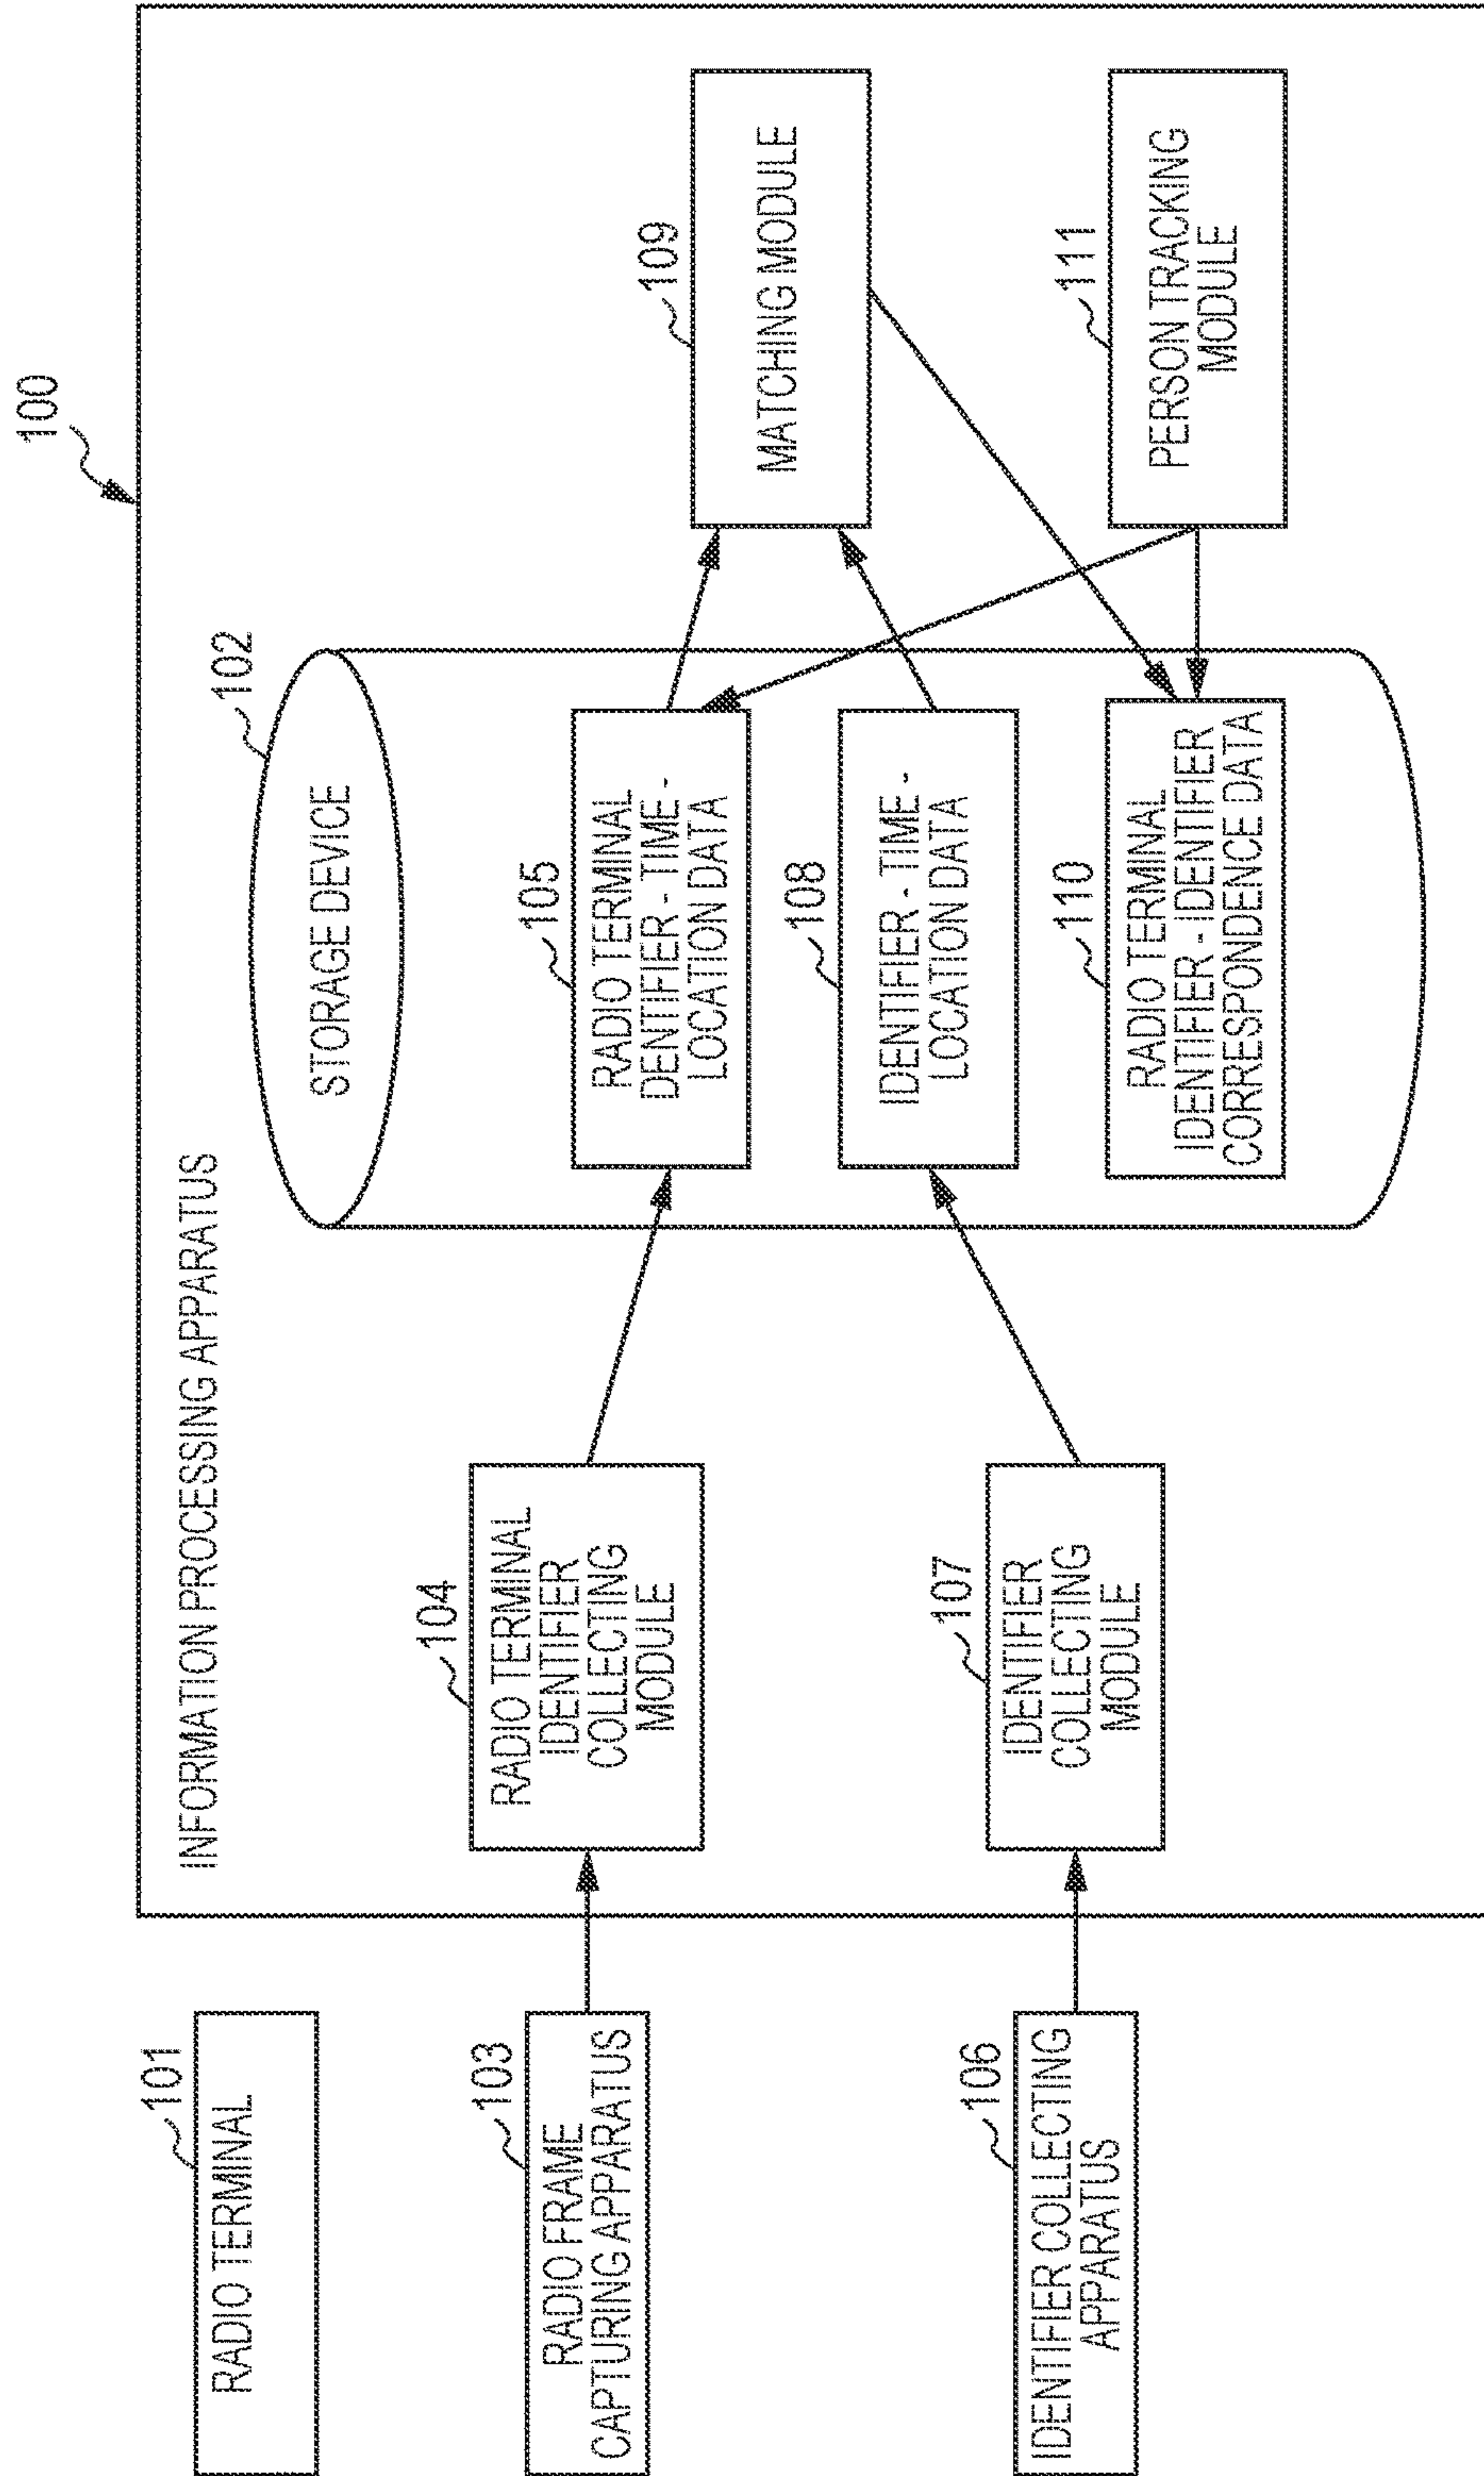 100
INFORMATION PROCESSING APPARATUS
101
RADIO TERMINAL
103
RADIO FRAME
CAPTURING APPARATUS
106
IDENTIFIER COLLECTING
APPARATUS
104
RADIO TERMINAL
IDENTIFIER
COLLECTING
MODULE
107
IDENTIFIER
COLLECTING
MODULE
102
STORAGE DEVICE
105
RADIO TERMINAL
IDENTIFIER - TIME -
LOCATION DATA
108
IDENTIFIER - TIME -
LOCATION DATA
110
RADIO TERMINAL
IDENTIFIER - IDENTIFIER
CORRESPONDENCE DATA
109
MATCHING MODULE
111
PERSON TRACKING
MODULE